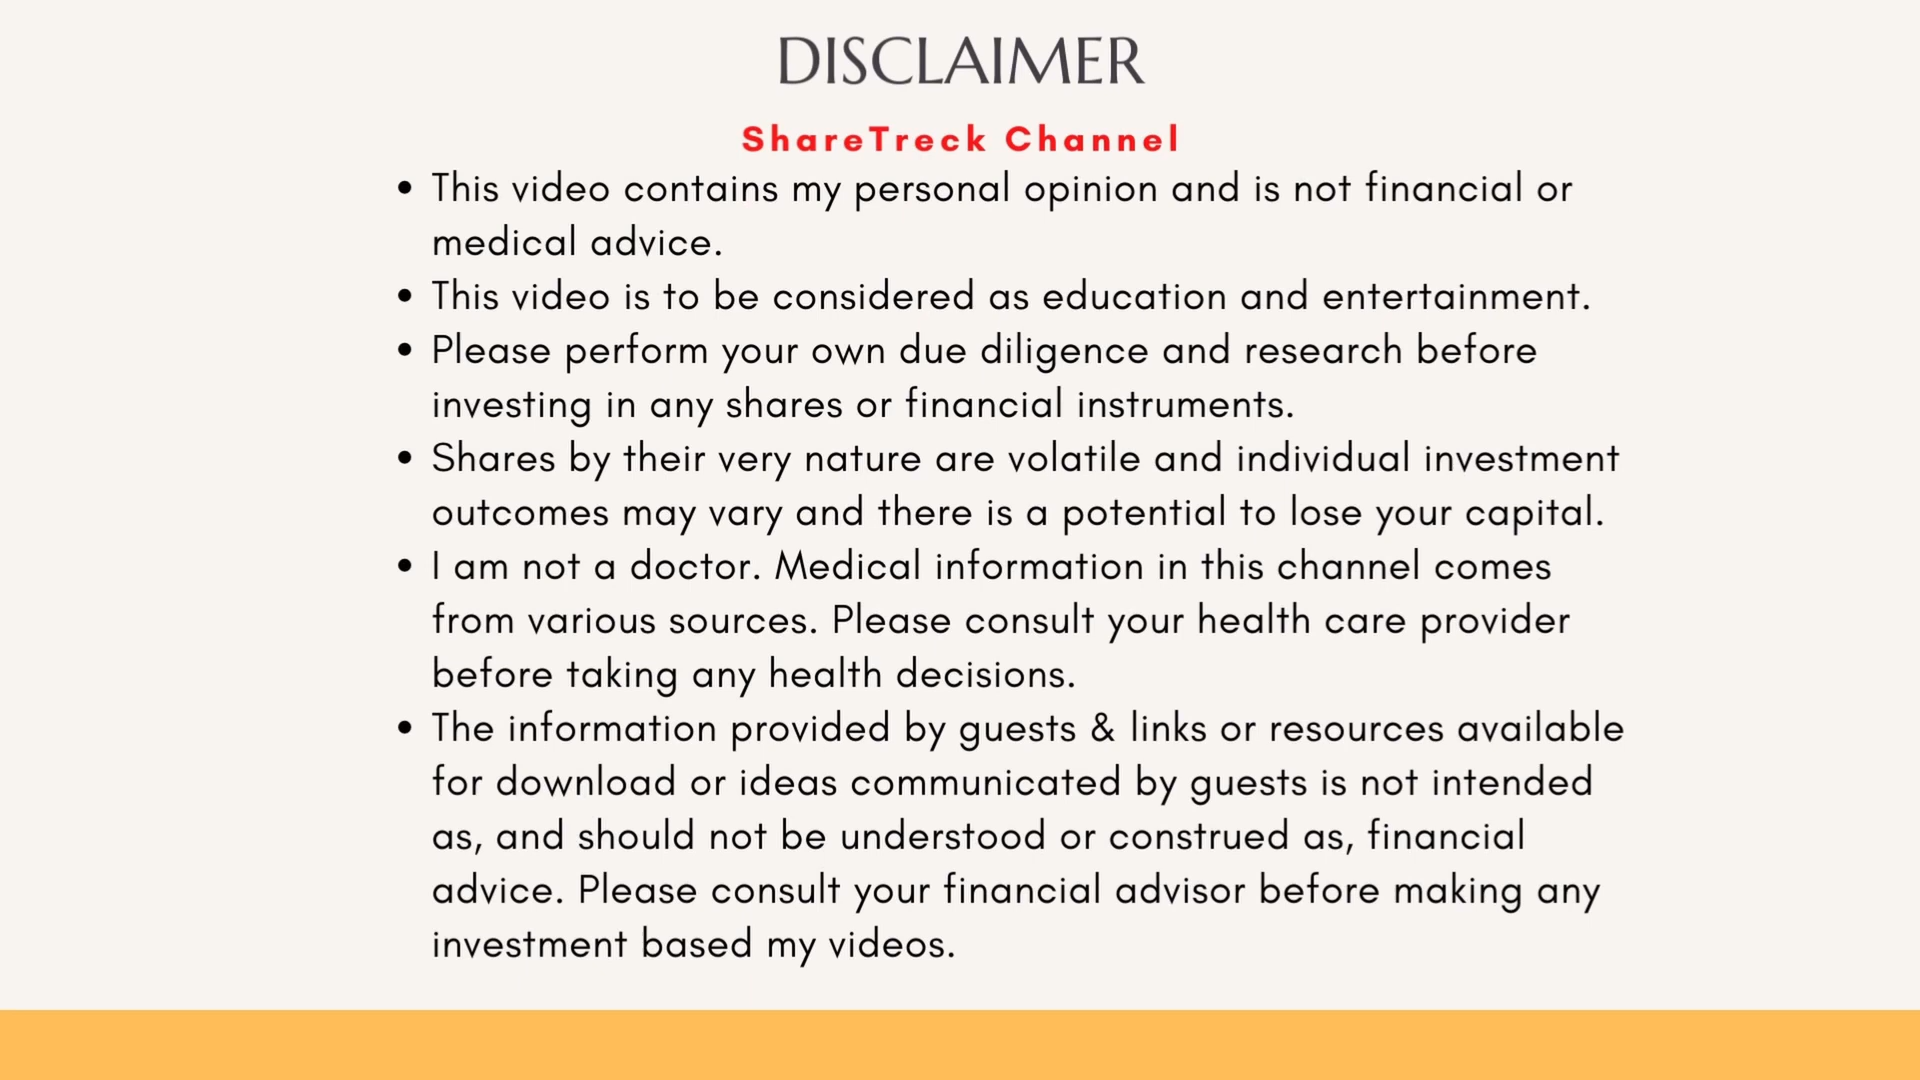 DISCLAIMER
ShareTreck Channel
• This video contains my personal opinion and is not financial or
medical advice.
• This video is to be considered as education and entertainment.
• Please perform your own due diligence and research before
investing in any shares or financial instruments.
• Shares by their very nature are volatile and individual investment
outcomes may vary and there is a potential to lose your capital.
• I am not a doctor. Medical information in this channel comes
from various sources. Please consult your health care provider
before taking any health decisions.
• The information provided by guests & links or resources available
for download or ideas communicated by guests is not intended
as, and should not be understood or construed as, financial
advice. Please consult your financial advisor before making any
investment based my videos.